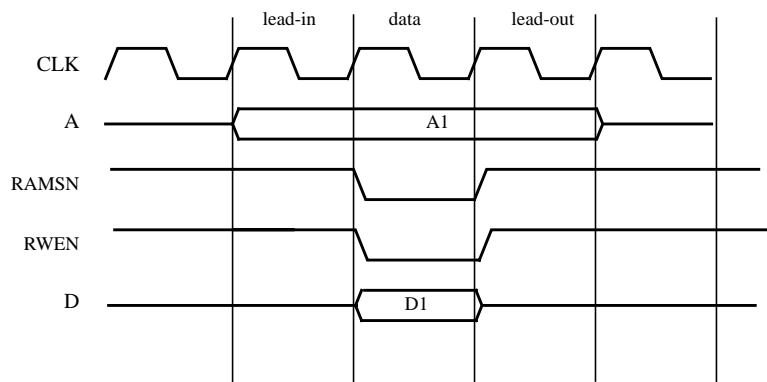 lead-in data lead-out
CLK
A A1
RAMSN
RWEN
D D1